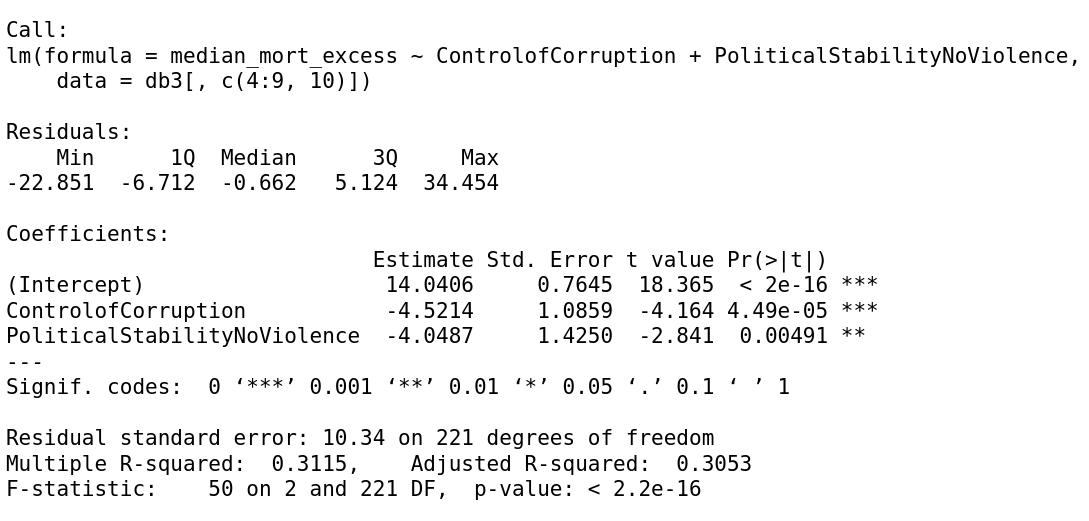 Call:
lm(formula = median_mort_excess ~ ControlofCorruption + PoliticalStabilityNoViolence,
    data = db3[, c(4:9, 10)])

Residuals:
    Min      1Q  Median      3Q     Max
-22.851  -6.712  -0.662   5.124  34.454

Coefficients:
                             Estimate Std. Error t value Pr(>|t|)
(Intercept)                   14.0406     0.7645  18.365  < 2e-16 ***
ControlofCorruption           -4.5214     1.0859  -4.164 4.49e-05 ***
PoliticalStabilityNoViolence  -4.0487     1.4250  -2.841  0.00491 **
---
Signif. codes:  0 ‘***’ 0.001 ‘**’ 0.01 ‘*’ 0.05 ‘.’ 0.1 ‘ ’ 1

Residual standard error: 10.34 on 221 degrees of freedom
Multiple R-squared:  0.3115,    Adjusted R-squared:  0.3053
F-statistic:    50 on 2 and 221 DF,  p-value: < 2.2e-16